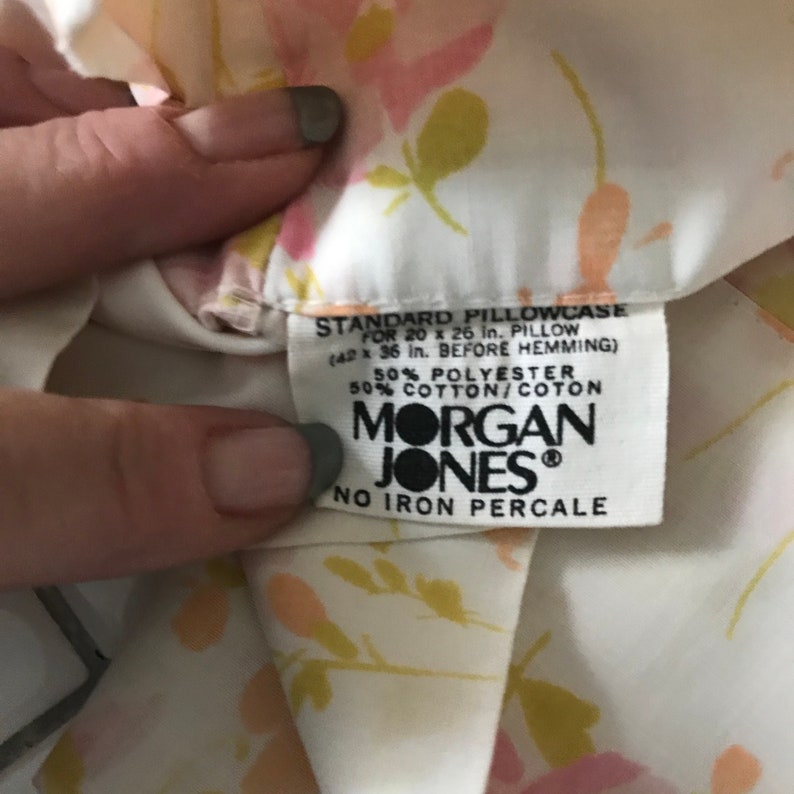 STANDARD PILLOWCASE
FOR 20 x 26 in. PILLOW
(42 x 36 in. BEFORE HEMMING)
50% POLYESTER
50% COTTON/COTON
MORGAN
JONES®
NO IRON PERCALE